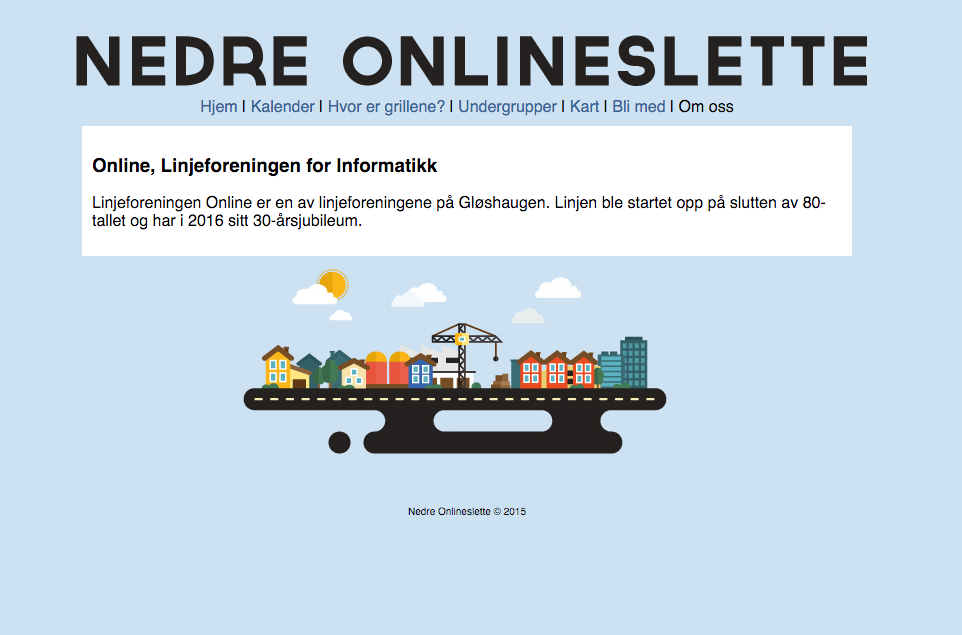 NEDRE ONLINESLETTE
Hjem | Kalender | Hvor er grillene? | Undergrupper | Kart | Bli med | Om oss
Online, Linjeforeningen for Informatikk
Linjeforeningen Online er en av linjeforeningene på Gløshaugen. Linjen ble startet opp på slutten av 80-
tallet og har i 2016 sitt 30-årsjubileum.
Nedre Onlineslette © 2015